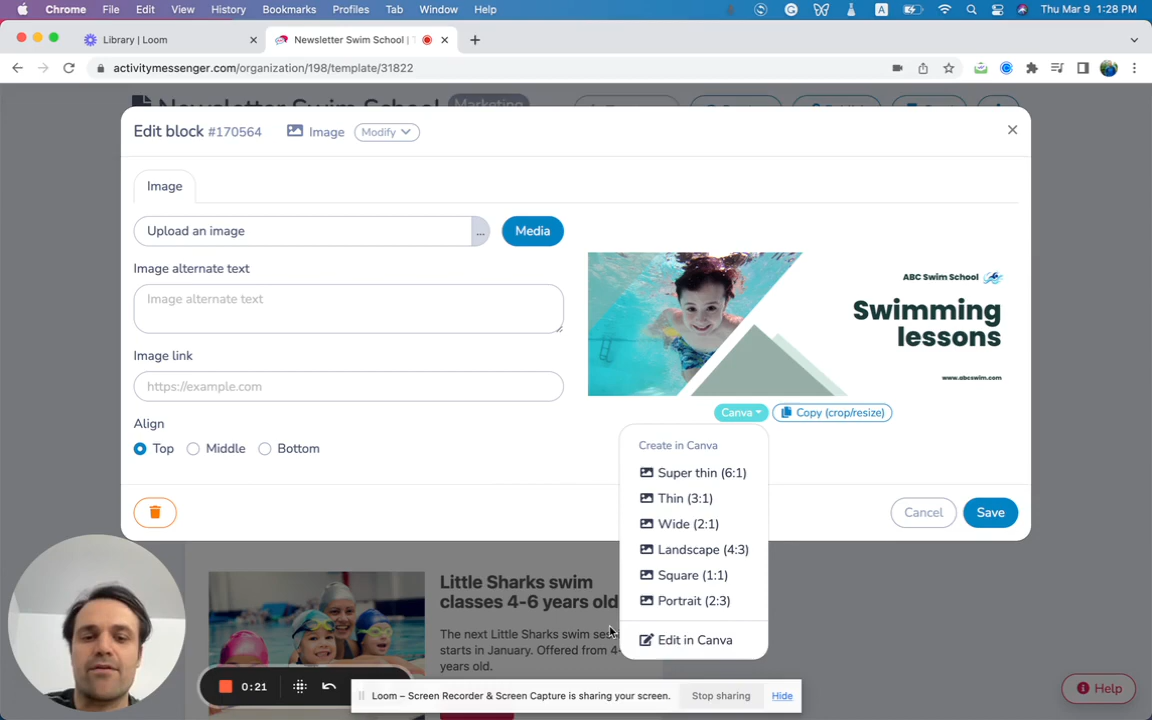 Chrome File Edit View History Bookmarks Profiles Tab Window Help
A
Thu Mar 9 1:28 PM
Library | Loom
Newsletter Swim School |
activitymessenger.com/organization/198/template/31822
Newsletter Swim School Marketing
Edit block #170564 Image Modify
Image
Upload an image ... Media
Image alternate text
Image alternate text
Image link
https://example.com
Align
Top Middle Bottom
ABC Swim School
Swimming
lessons
www.abcswim.com
Canva Copy (crop/resize)
Create in Canva
Super thin (6:1)
Thin (3:1)
Wide (2:1)
Landscape (4:3)
Square (1:1)
Portrait (2:3)
Edit in Canva
Cancel Save
Little Sharks swim
classes 4-6 years old
The next Little Sharks swim
starts in January. Offered from 4-
years old.
0:21
Loom – Screen Recorder & Screen Capture is sharing your screen. Stop sharing Hide
Help